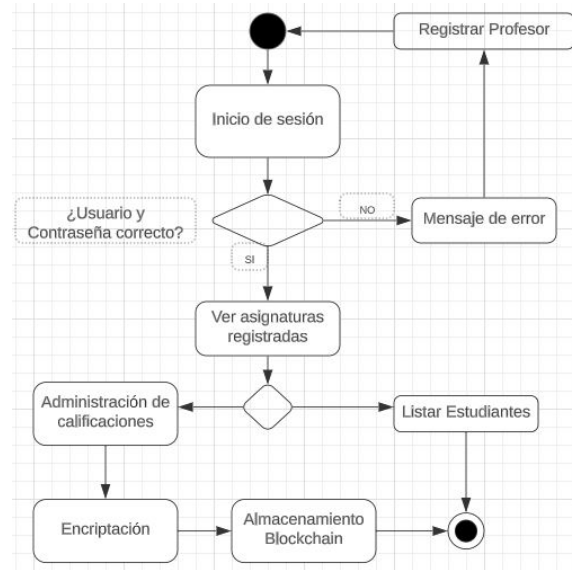 Registrar Profesor
Inicio de sesión
¿Usuario y
Contraseña correcto?
NO
Mensaje de error
SI
Ver asignaturas
registradas
Administración de
calificaciones
Listar Estudiantes
Encriptación
Almacenamiento
Blockchain